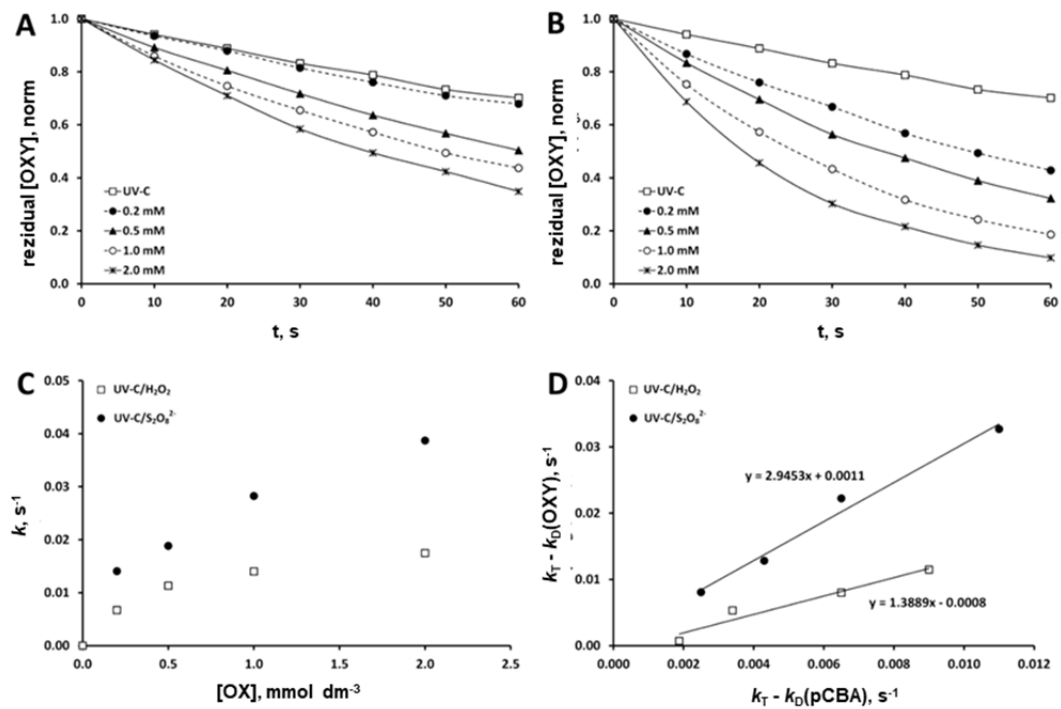 A
rezidual [OXY], norm
1.0
0.8
0.6
0.4
0.2
0.0
UV-C
0.2 mM
0.5 mM
1.0 mM
2.0 mM
0 10 20 30 40 50 60
t, s
B
rezidual [OXY], norm
1.0
0.8
0.6
0.4
0.2
0.0
UV-C
0.2 mM
0.5 mM
1.0 mM
2.0 mM
0 10 20 30 40 50 60
t, s
C
k, s-1
0.05
0.04
0.03
0.02
0.01
0.00
UV-C/H₂O₂
UV-C/S₂O₈²⁻
0.0 0.5 1.0 1.5 2.0 2.5
[OX], mmol dm-3
D
kT - kD(OXY), s-1
0.04
0.03
0.02
0.01
0.00
UV-C/H₂O₂
UV-C/S₂O₈²⁻
y = 2.9453x + 0.0011
y = 1.3889x - 0.0008
0.000 0.002 0.004 0.006 0.008 0.010 0.012
kT - kD(pCBA), s-1